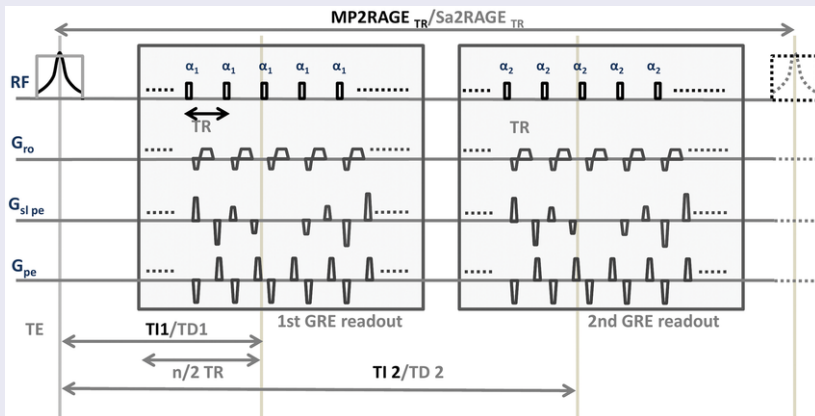 MP2RAGE TR/Sa2RAGE TR
α1 α1 α1 α1 α1 α2 α2 α2 α2 α2
RF
TR TR
Gro
Gsl pe
Gpe
TE TI1/TD1 1st GRE readout 2nd GRE readout
n/2 TR TI 2/TD 2